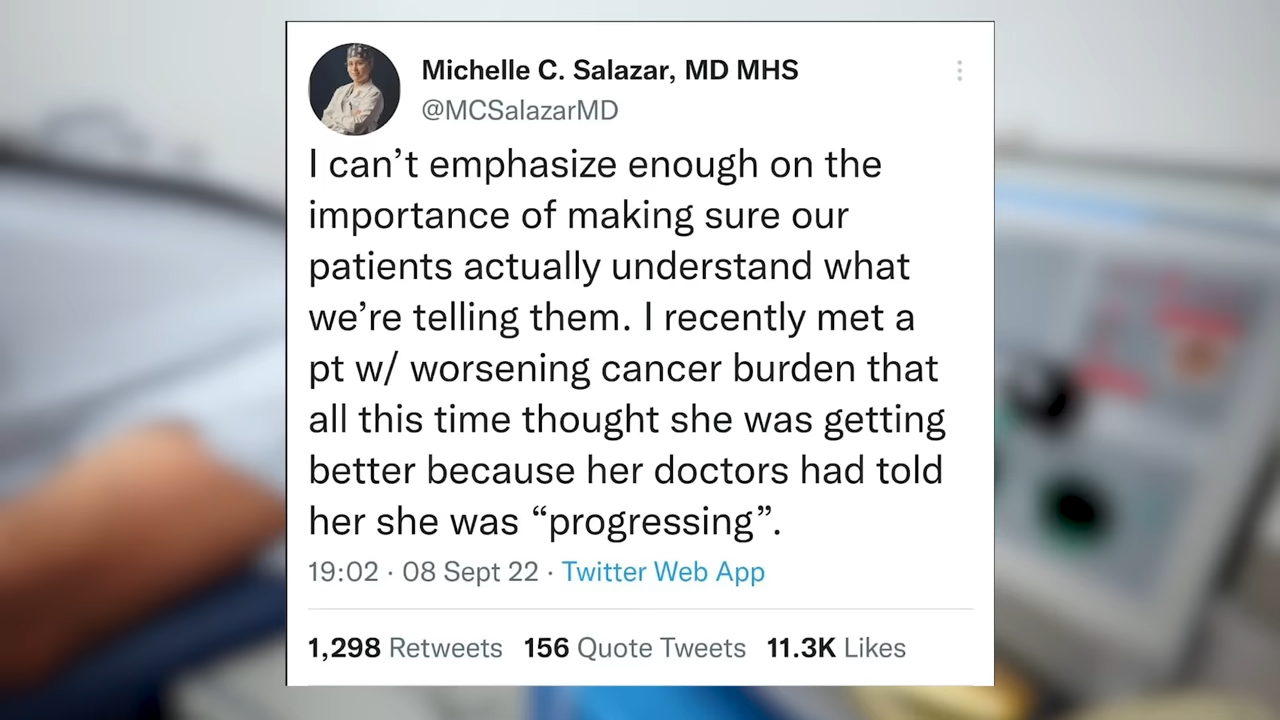 Michelle C. Salazar, MD MHS
@MCSalazarMD
I can’t emphasize enough on the
importance of making sure our
patients actually understand what
we’re telling them. I recently met a
pt w/ worsening cancer burden that
all this time thought she was getting
better because her doctors had told
her she was “progressing”.
19:02 · 08 Sept 22 · Twitter Web App
1,298 Retweets 156 Quote Tweets 11.3K Likes